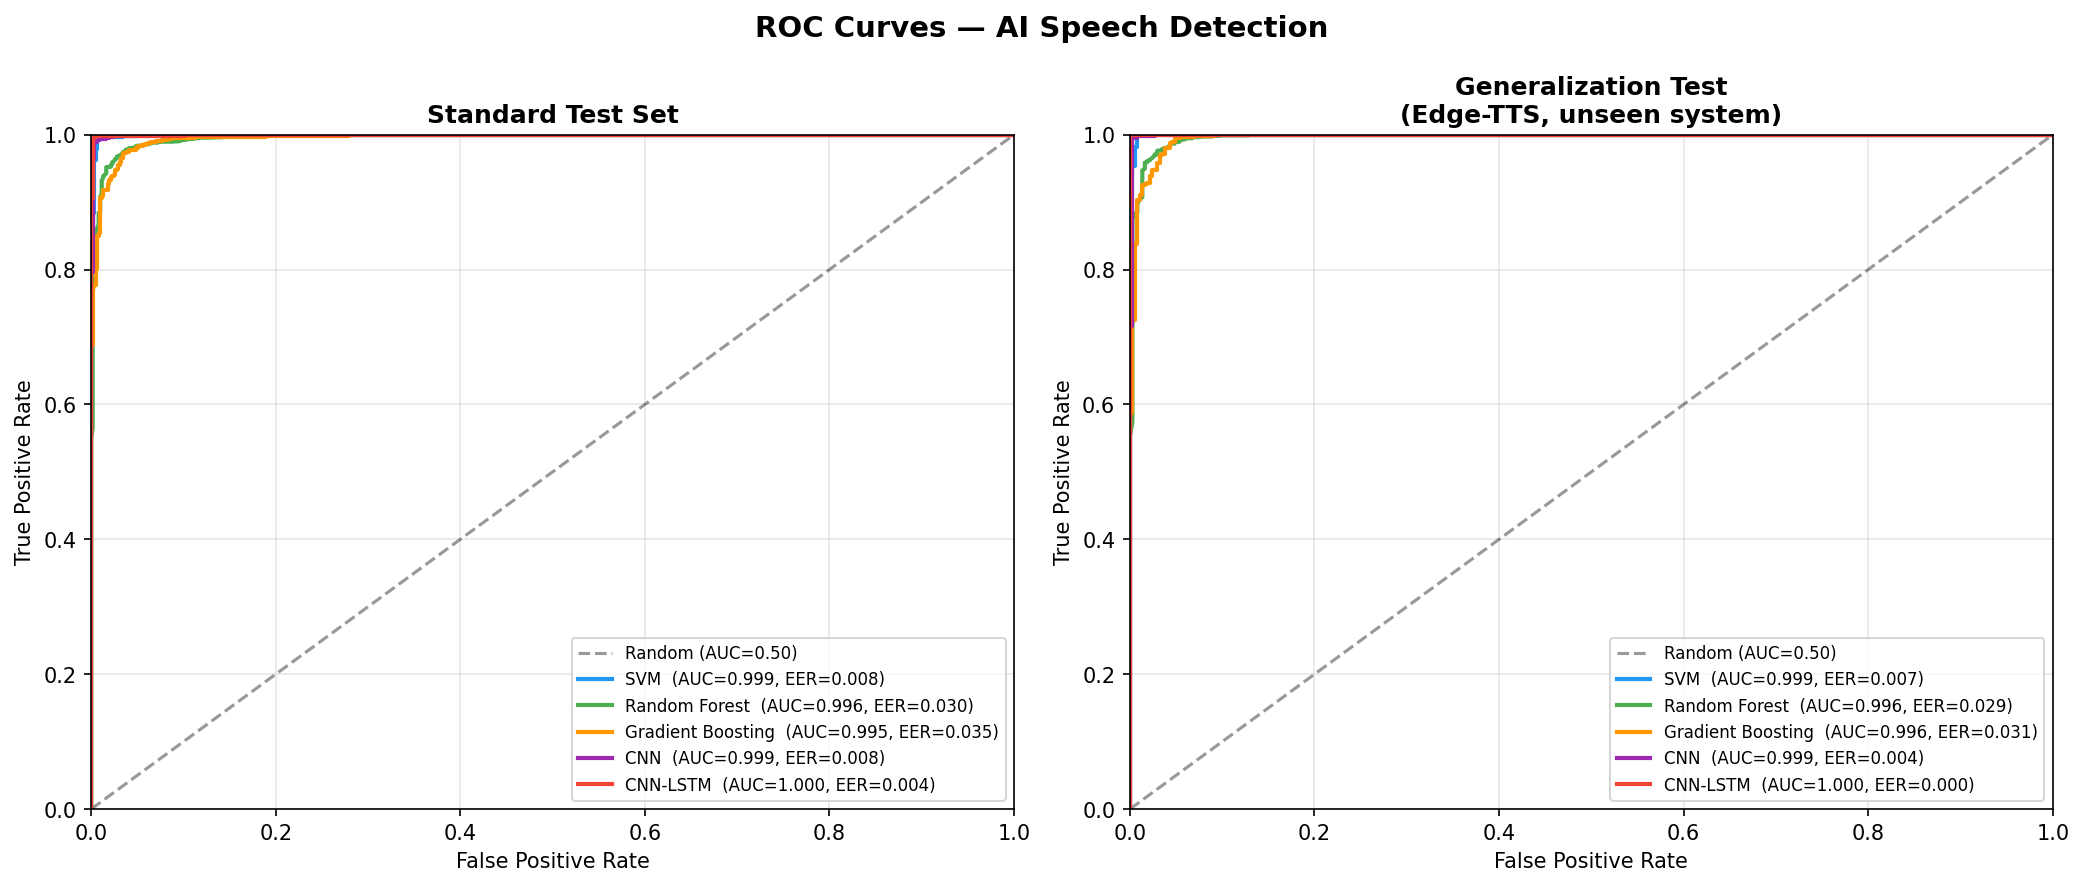 ROC Curves — AI Speech Detection
Standard Test Set
True Positive Rate
1.0
0.8
0.6
0.4
0.2
0.0
0.0 0.2 0.4 0.6 0.8 1.0
False Positive Rate
Random (AUC=0.50)
SVM (AUC=0.999, EER=0.008)
Random Forest (AUC=0.996, EER=0.030)
Gradient Boosting (AUC=0.995, EER=0.035)
CNN (AUC=0.999, EER=0.008)
CNN-LSTM (AUC=1.000, EER=0.004)
Generalization Test
(Edge-TTS, unseen system)
True Positive Rate
1.0
0.8
0.6
0.4
0.2
0.0
0.0 0.2 0.4 0.6 0.8 1.0
False Positive Rate
Random (AUC=0.50)
SVM (AUC=0.999, EER=0.007)
Random Forest (AUC=0.996, EER=0.029)
Gradient Boosting (AUC=0.996, EER=0.031)
CNN (AUC=0.999, EER=0.004)
CNN-LSTM (AUC=1.000, EER=0.000)